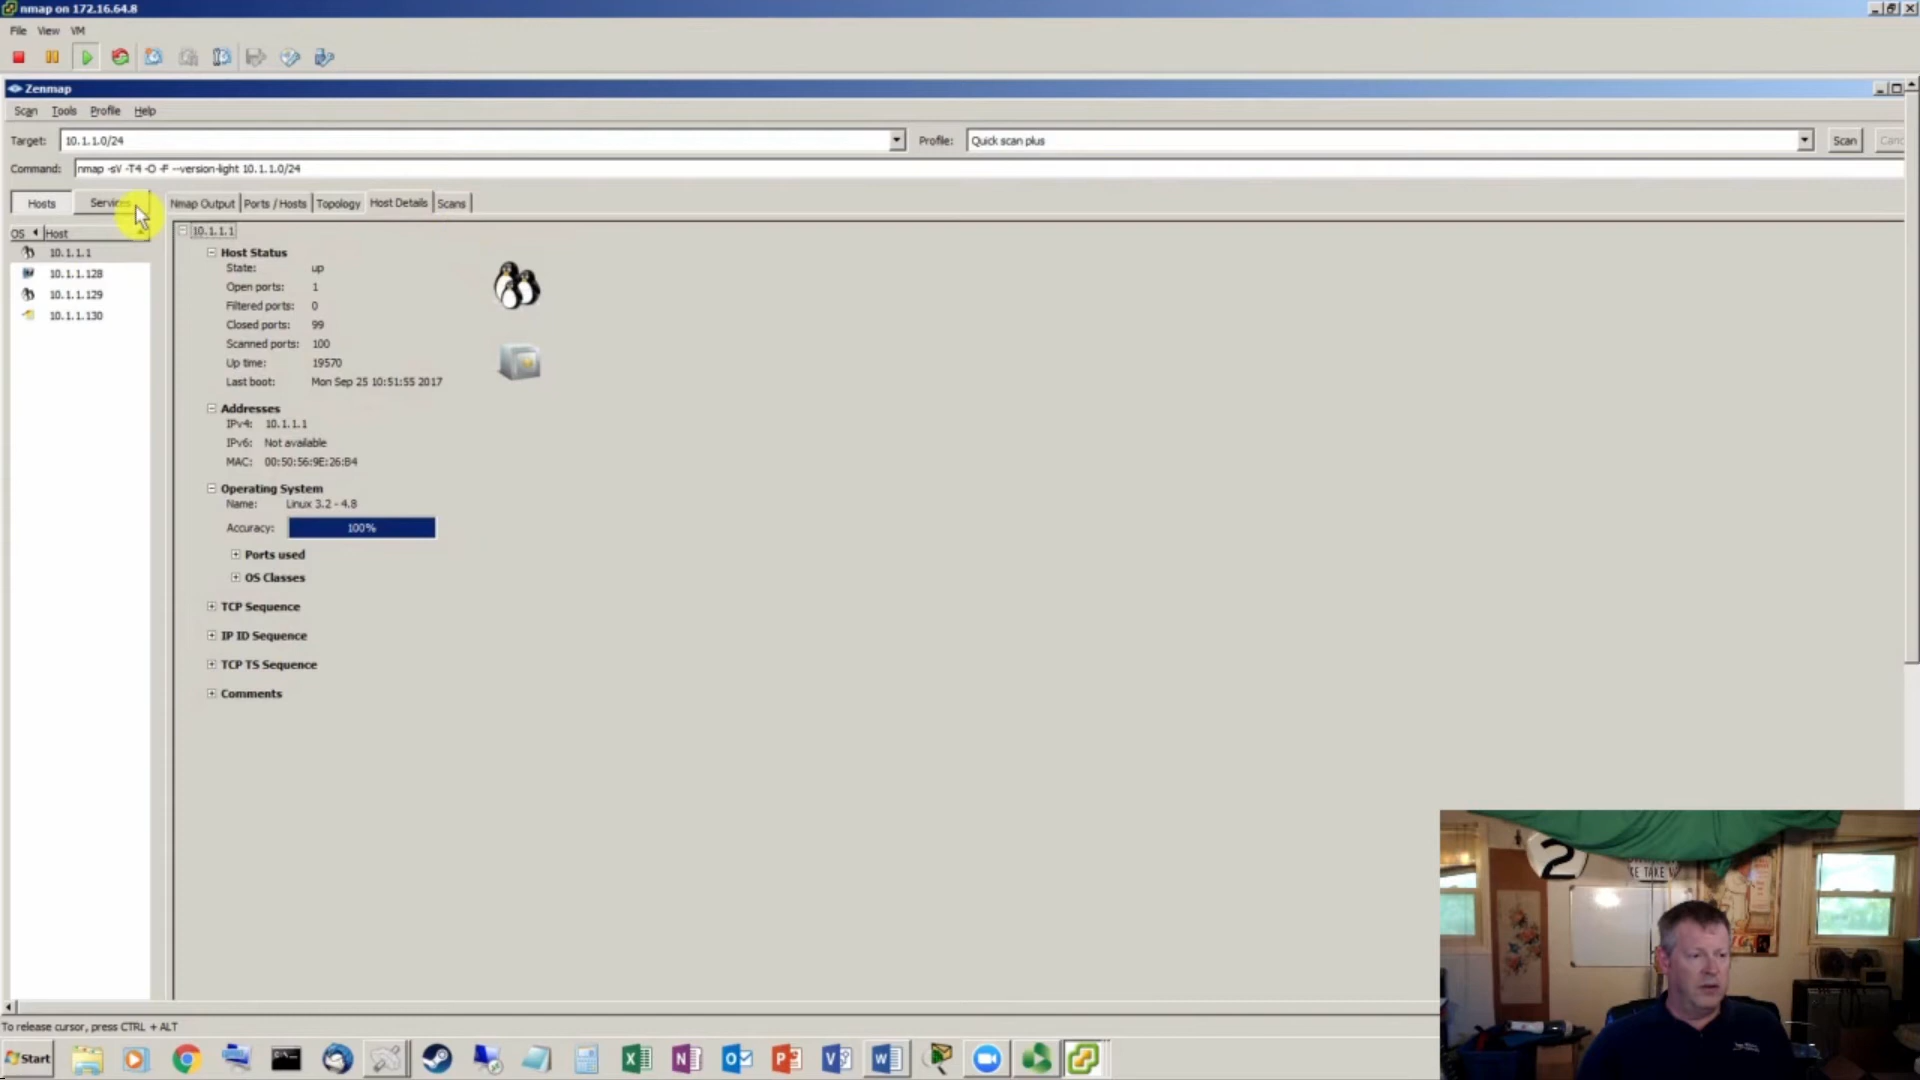 nmap on 172.16.64.8
File View VM
Zenmap
Scan Tools Profile Help
Target: 10.1.1.0/24 Profile: Quick scan plus Scan
Command: nmap -sV -T4 -O -F --version-light 10.1.1.0/24
Hosts Services Nmap Output Ports / Hosts Topology Host Details Scans
OS Host
10.1.1.1
10.1.1.128
10.1.1.129
10.1.1.130
10.1.1.1
Host Status
State: up
Open ports: 1
Filtered ports: 0
Closed ports: 99
Scanned ports: 100
Up time: 19570
Last boot: Mon Sep 25 10:51:55 2017
Addresses
IPv4: 10.1.1.1
IPv6: Not available
MAC: 00:50:56:9E:26:B4
Operating System
Name: Linux 3.2 - 4.8
Accuracy: 100%
Ports used
OS Classes
TCP Sequence
IP ID Sequence
TCP TS Sequence
Comments
2
KE TAKE
To release cursor, press CTRL + ALT
Start